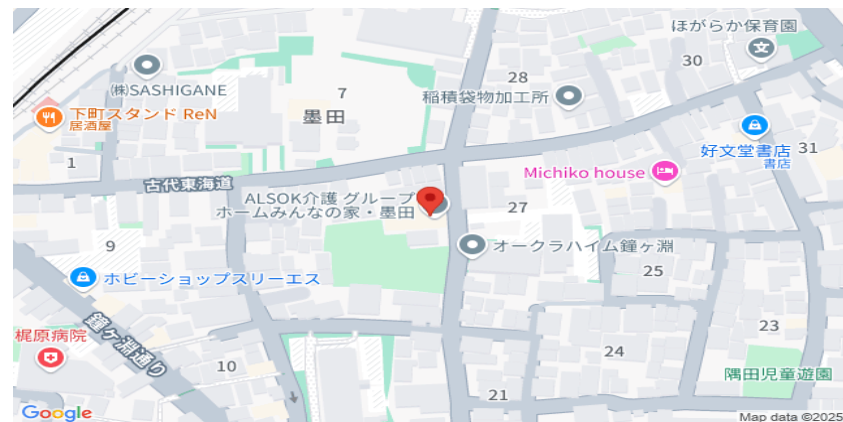 ほがらか保育園
30
28
㈱SASHIGANE
7
稲積袋物加工所
墨田
下町スタンド ReN
居酒屋
好文堂書店
書店
31
1
Michiko house
古代東海道
ALSOK介護 グループ
ホームみんなの家・墨田
27
9
オークラハイム鐘ヶ淵
ホビーショップスリーエス
25
鐘ヶ淵通り
梶原病院
23
24
10
隅田児童遊園
21
Google
Map data ©2025